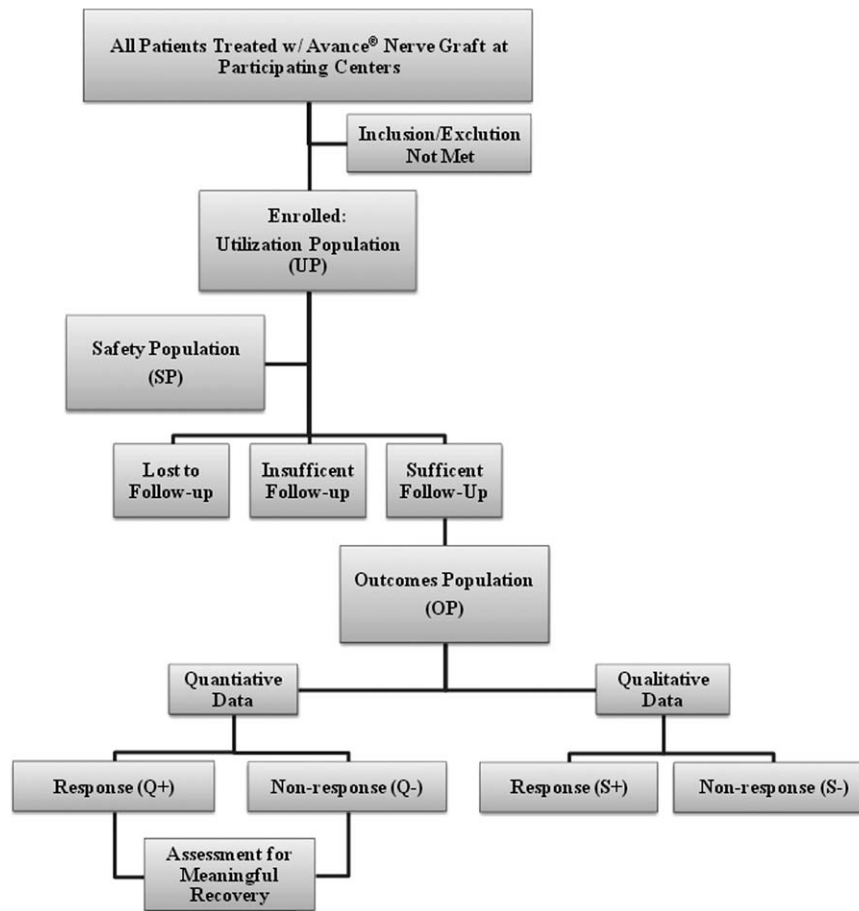 All Patients Treated w/ Avance® Nerve Graft at
Participating Centers
Inclusion/Exclution
Not Met
Enrolled:
Utilization Population
(UP)
Safety Population
(SP)
Lost to
Follow-up
Insufficent
Follow-up
Sufficent
Follow-Up
Outcomes Population
(OP)
Quantiative
Data
Qualitative
Data
Response (Q+)
Non-response (Q-)
Response (S+)
Non-response (S-)
Assessment for
Meaningful
Recovery